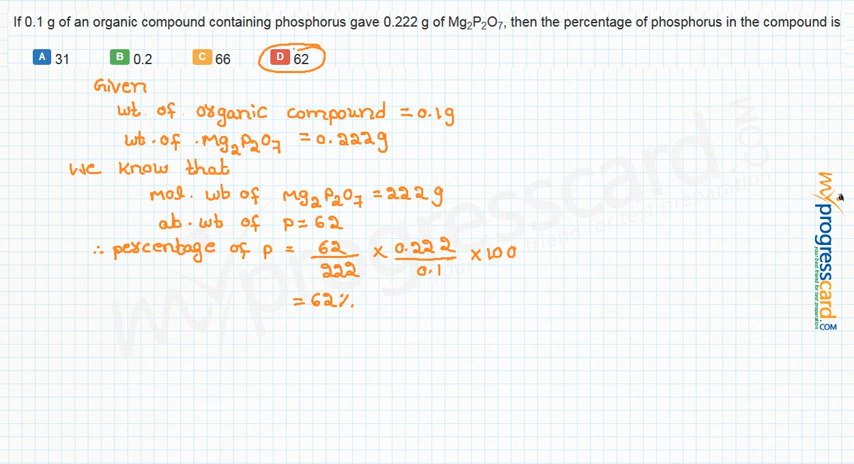 If 0.1 g of an organic compound containing phosphorus gave 0.222 g of Mg₂P₂O₇, then the percentage of phosphorus in the compound is
A 31 B 0.2 C 66 D 62
Given
wt. of organic compound = 0.1g
wt. of Mg₂P₂O₇ = 0.222g
We know that
mol. wt of Mg₂P₂O₇ = 222g
at. wt of P = 62
∴ percentage of P = 62/222 × 0.222/0.1 × 100
= 62%.
myprogresscard
.COM